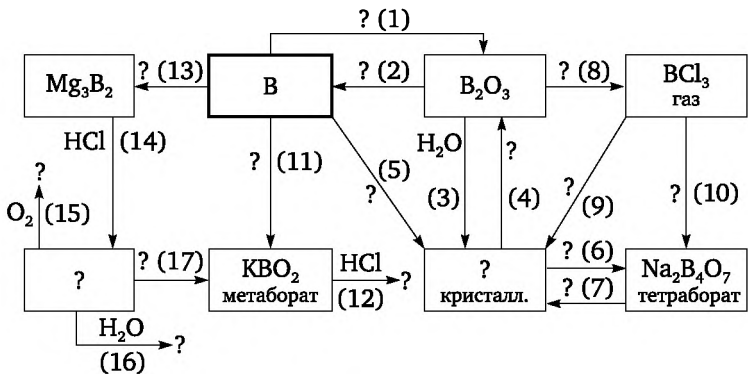 ? (1)
Mg₃B₂
? (13)
B
? (2)
B₂O₃
? (8)
BCl₃
газ
HCl
(14)
?
(11)
(5)
?
H₂O
(3)
?
(4)
?
(9)
?
(10)
?
O₂
(15)
?
? (17)
KBO₂
метаборат
HCl
(12)
?
?
кристалл.
? (6)
? (7)
Na₂B₄O₇
тетраборат
H₂O
(16)
?